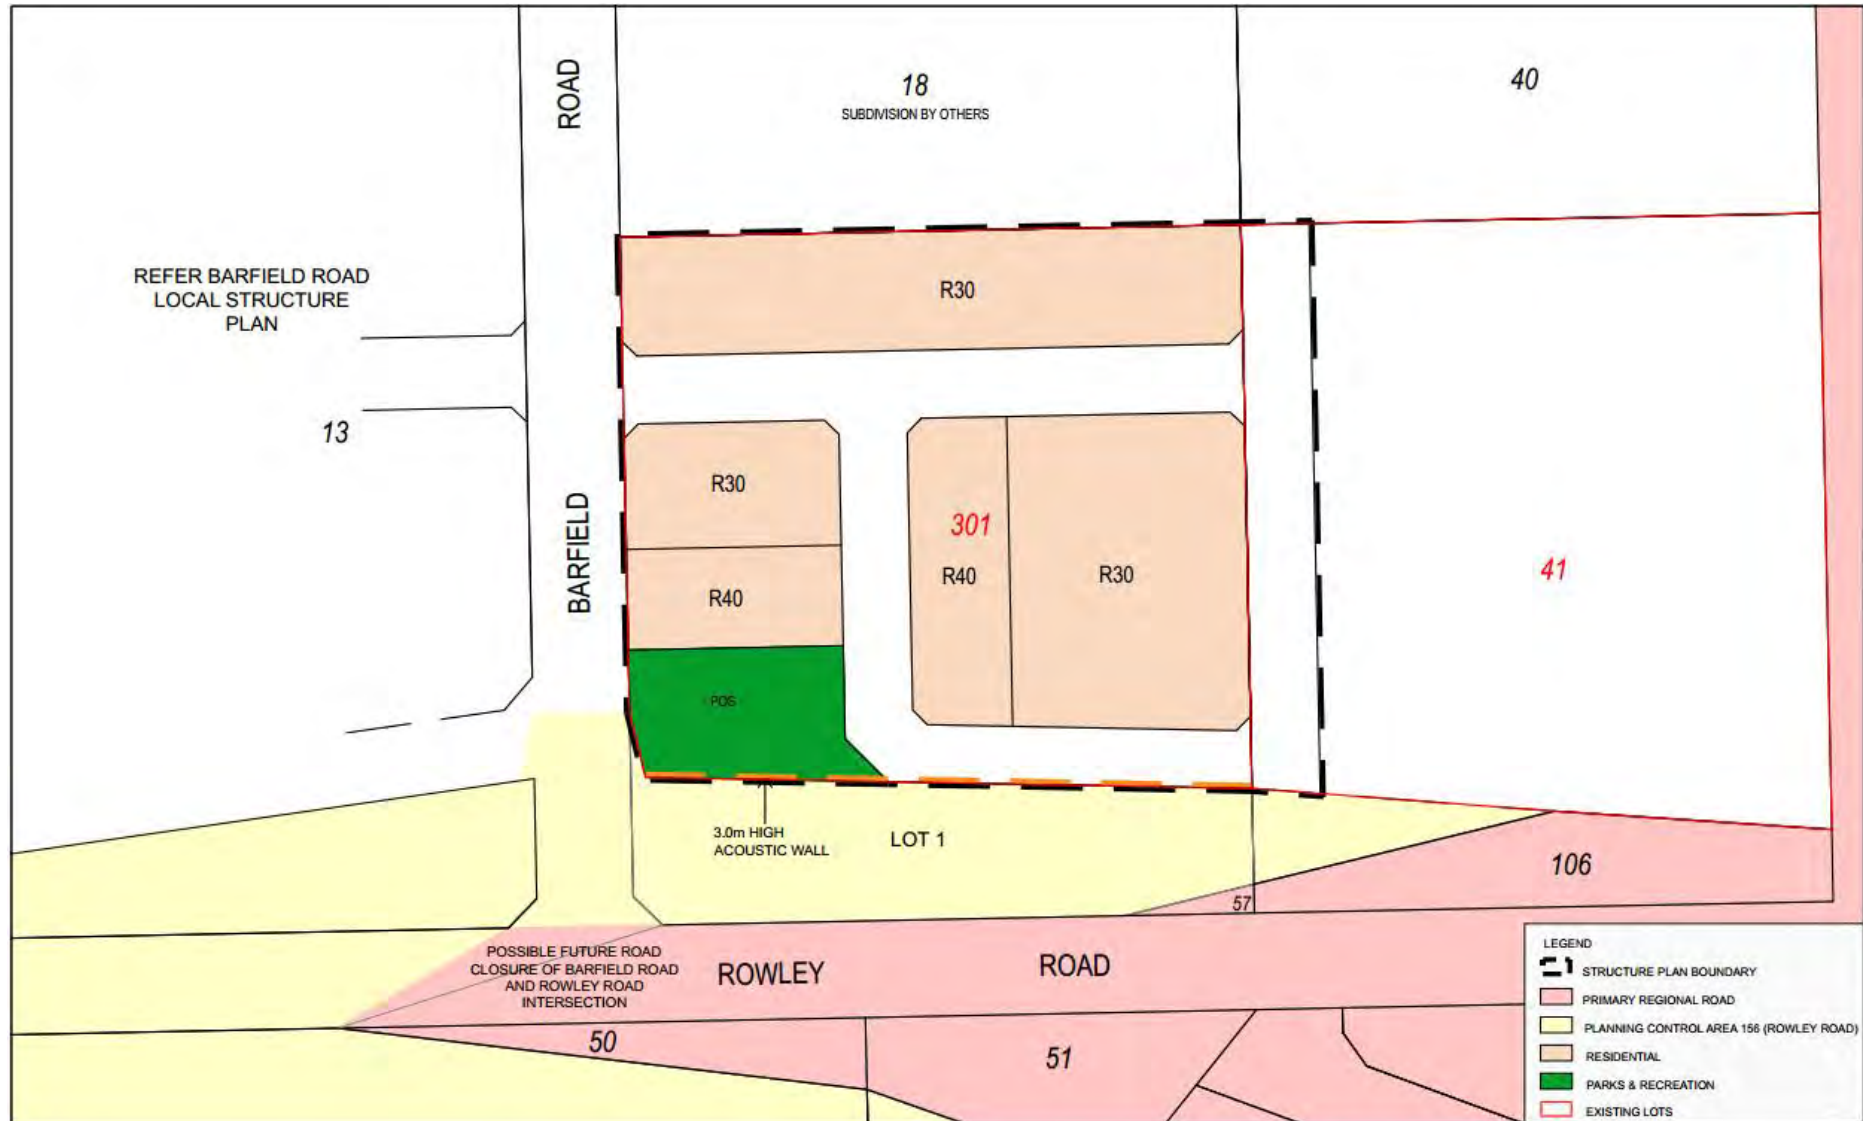 ROAD
18
SUBDIVISION BY OTHERS
40
REFER BARFIELD ROAD
LOCAL STRUCTURE
PLAN
R30
13
R30
301
BARFIELD
R40
R30
41
R40
POS
3.0m HIGH
ACOUSTIC WALL
LOT 1
106
57
POSSIBLE FUTURE ROAD
CLOSURE OF BARFIELD ROAD
AND ROWLEY ROAD
INTERSECTION
ROWLEY
ROAD
50
51
LEGEND
STRUCTURE PLAN BOUNDARY
PRIMARY REGIONAL ROAD
PLANNING CONTROL AREA 156 (ROWLEY ROAD)
RESIDENTIAL
PARKS & RECREATION
EXISTING LOTS